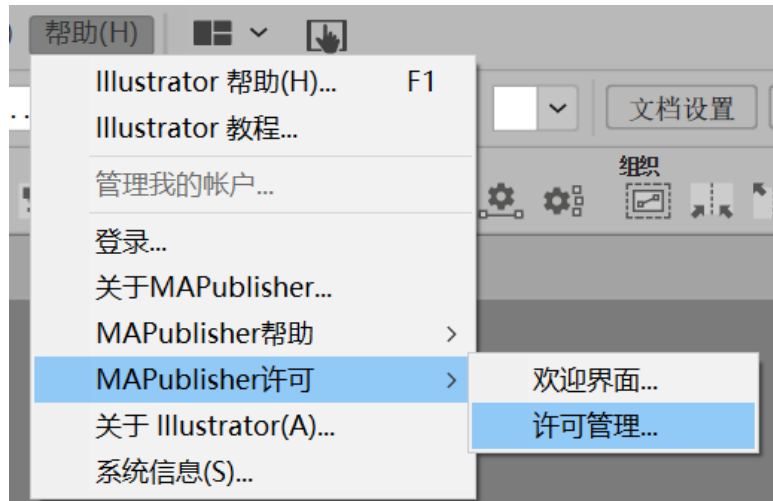 帮助(H)
Illustrator 帮助(H)... F1
Illustrator 教程...
文档设置
管理我的帐户...
组织
登录...
关于MAPublisher...
MAPublisher帮助
MAPublisher许可
欢迎界面...
关于 Illustrator(A)...
许可管理...
系统信息(S)...